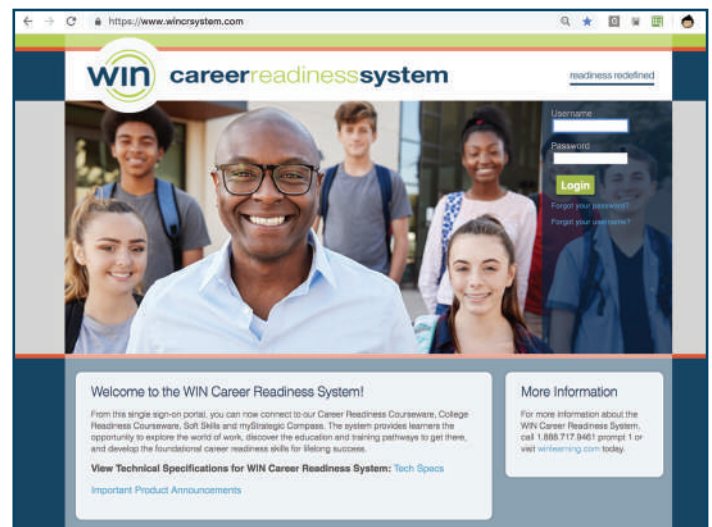 https://www.wincrsystem.com
win careerreadinesssystem
readiness redefined
Username
Password
Login
Forgot your password?
Forgot your username?
Welcome to the WIN Career Readiness System!
From this single sign-on portal, you can now connect to our Career Readiness Courseware, College
Readiness Courseware, Soft Skills and myStrategic Compass. The system provides learners the
opportunity to explore the world of work, discover the education and training pathways to get there,
and develop the foundational career readiness skills for lifelong success.
View Technical Specifications for WIN Career Readiness System: Tech Specs
Important Product Announcements
More Information
For more information about the
WIN Career Readiness System,
call 1.888.717.9461 prompt 1 or
visit winlearning.com today.